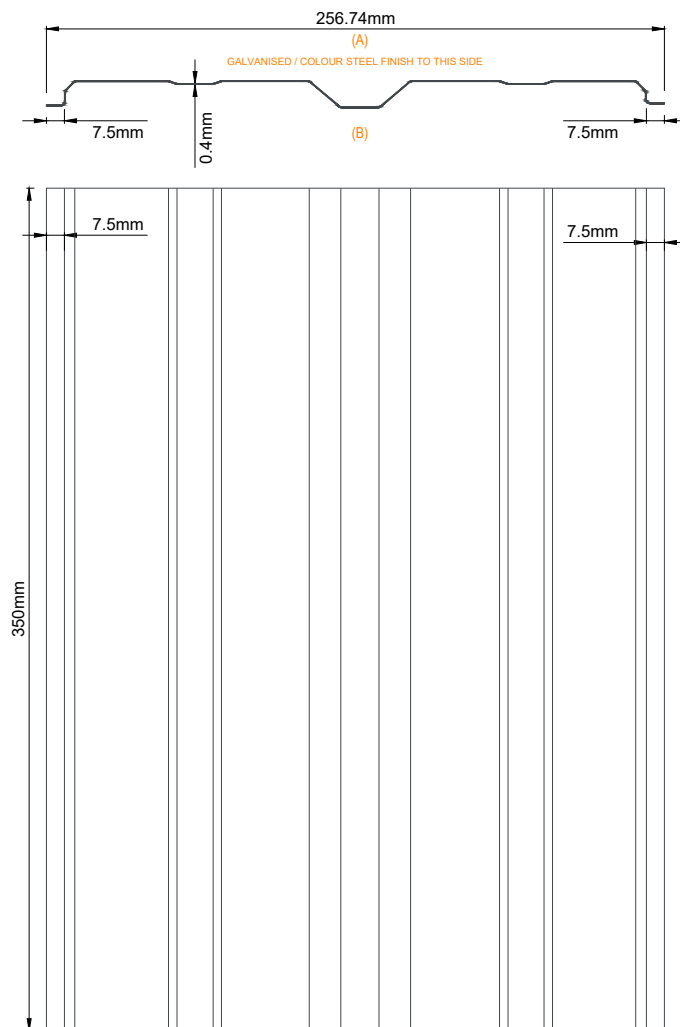 256.74mm
(A)
GALVANISED / COLOUR STEEL FINISH TO THIS SIDE
7.5mm
0.4mm
(B)
7.5mm
7.5mm
7.5mm
350mm